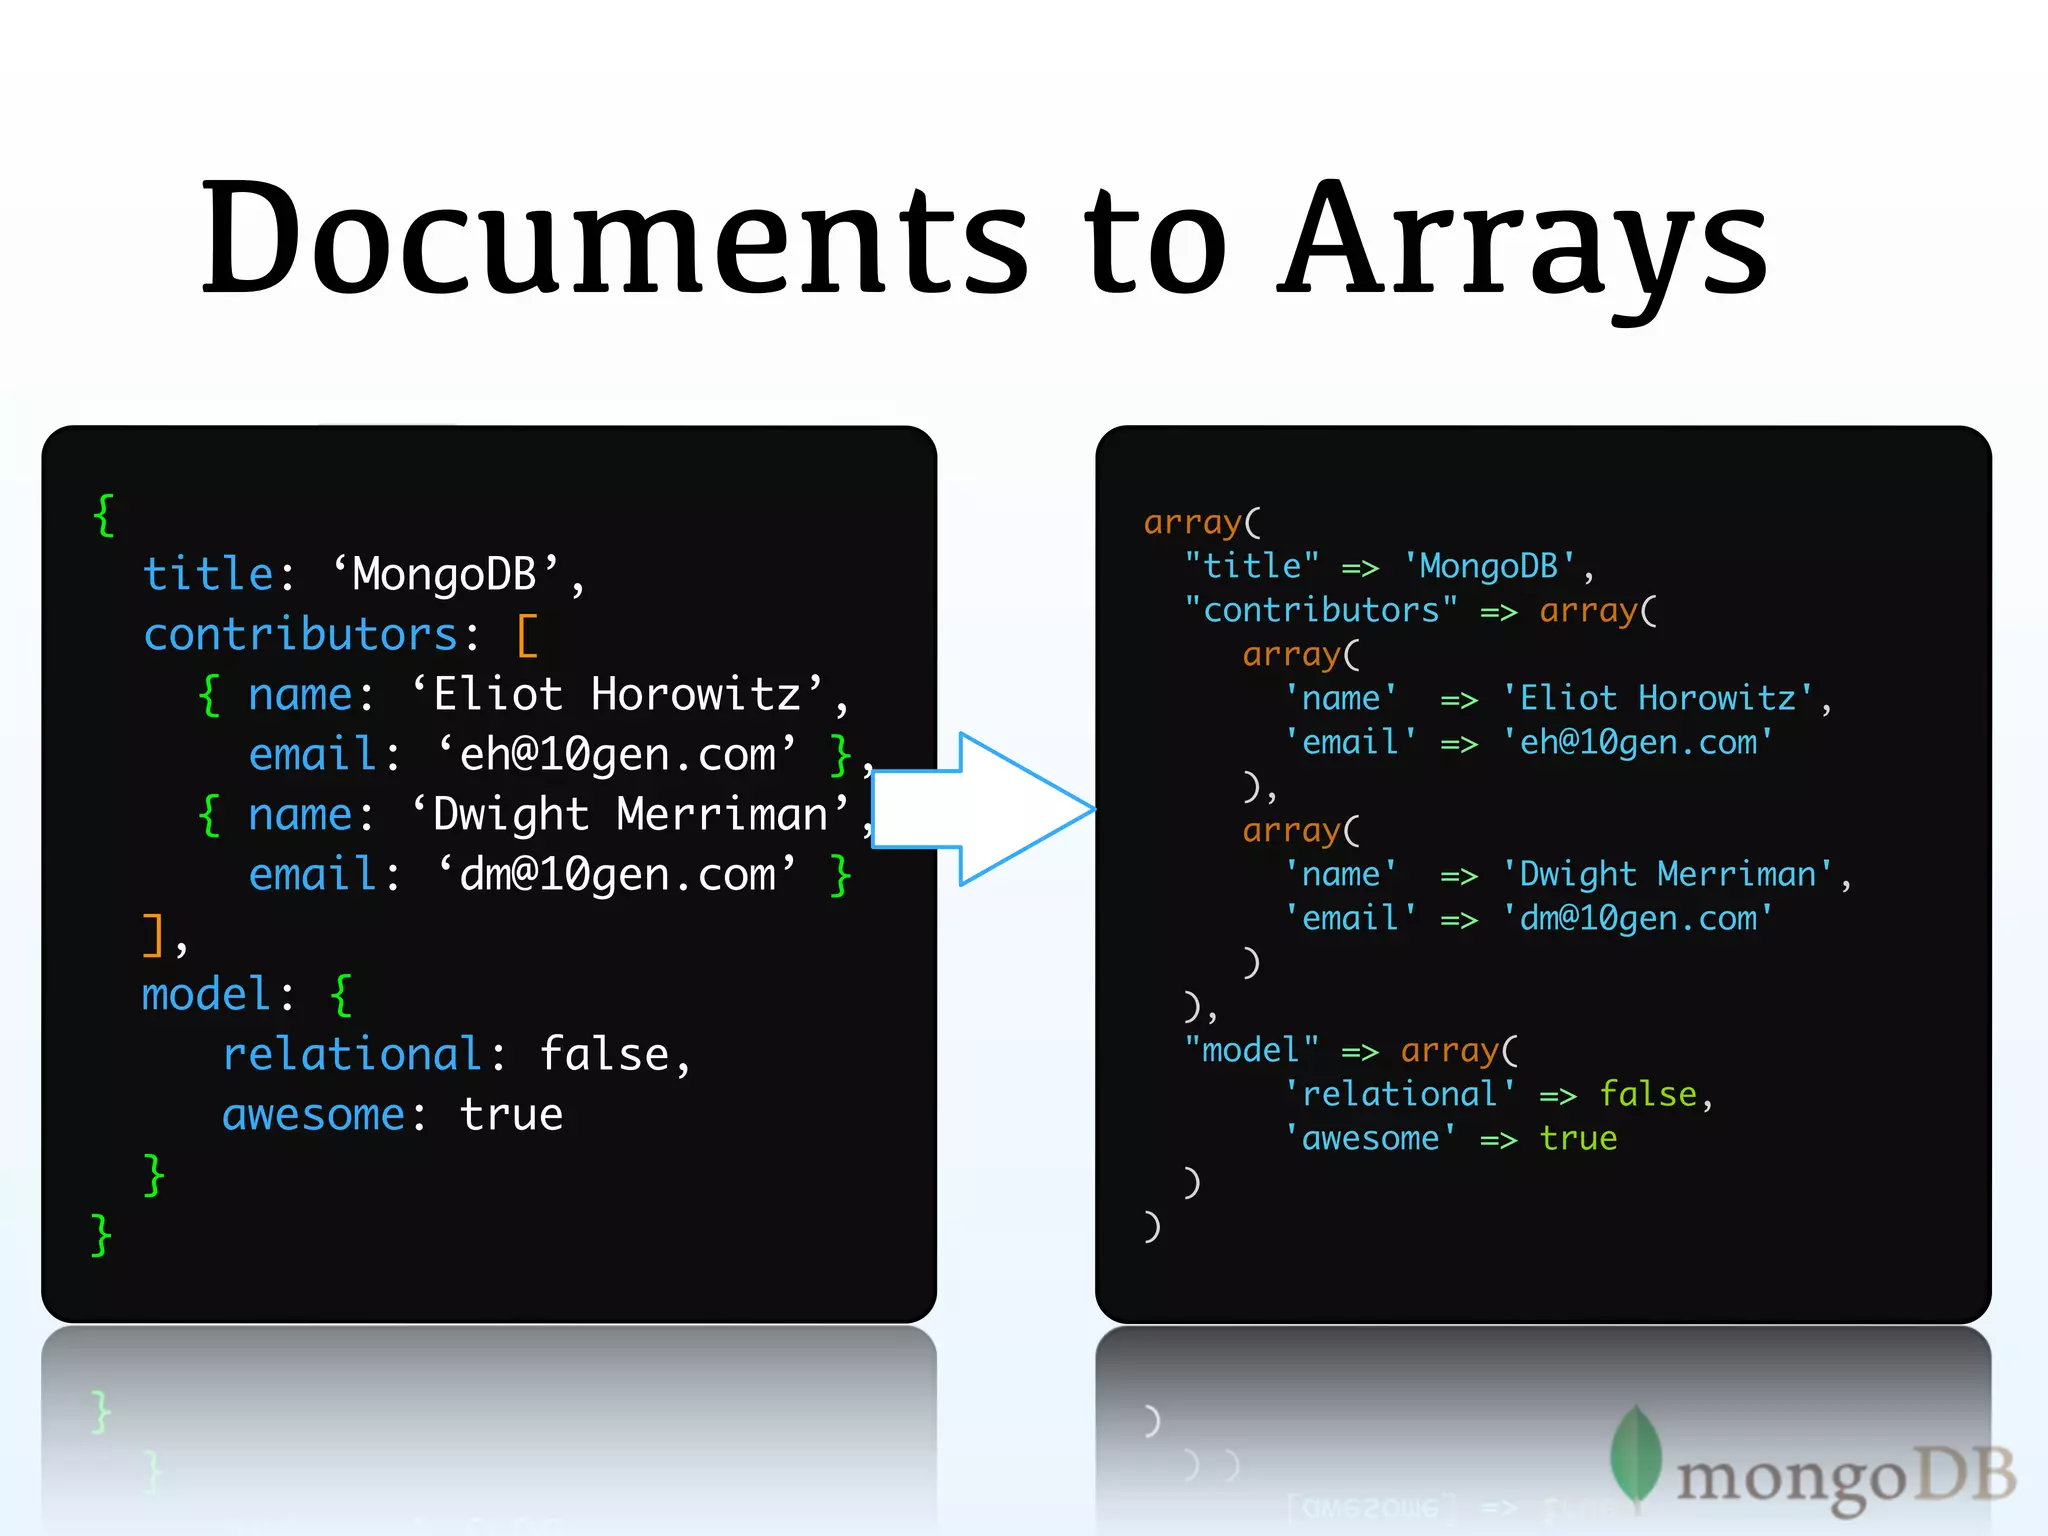 Documents to Arrays
{
title: ‘MongoDB’,
contributors: [
{ name: ‘Eliot Horowitz’,
email: ‘eh@10gen.com’ },
{ name: ‘Dwight Merriman’,
email: ‘dm@10gen.com’ }
],
model: {
relational: false,
awesome: true
}
}
array(
"title" => 'MongoDB',
"contributors" => array(
array(
'name'  => 'Eliot Horowitz',
'email' => 'eh@10gen.com'
),
array(
'name'  => 'Dwight Merriman',
'email' => 'dm@10gen.com'
)
),
"model" => array(
'relational' => false,
'awesome' => true
)
)
mongoDB